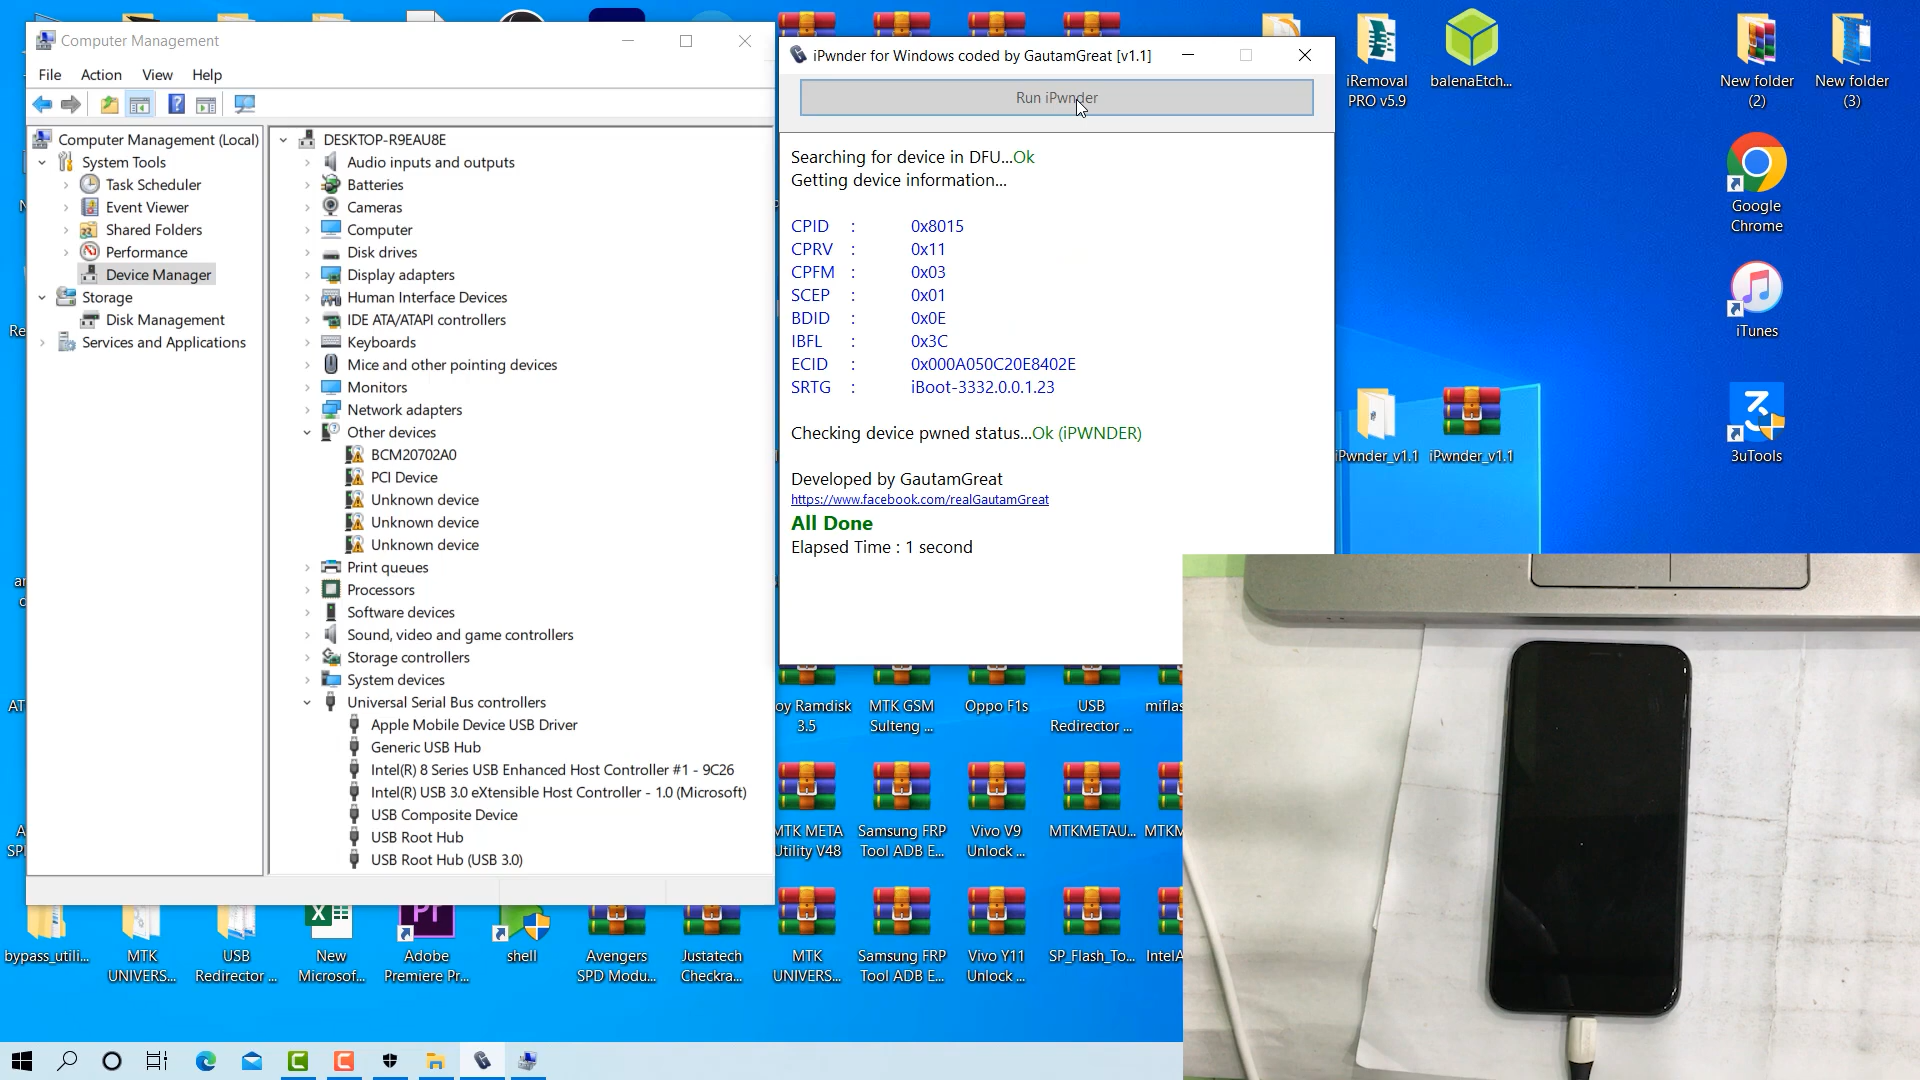 Computer Management
File Action View Help
Computer Management (Local)
System Tools
Task Scheduler
Event Viewer
Shared Folders
Performance
Device Manager
Storage
Disk Management
Services and Applications
DESKTOP-R9EAU8E
Audio inputs and outputs
Batteries
Cameras
Computer
Disk drives
Display adapters
Human Interface Devices
IDE ATA/ATAPI controllers
Keyboards
Mice and other pointing devices
Monitors
Network adapters
Other devices
BCM20702A0
PCI Device
Unknown device
Unknown device
Unknown device
Print queues
Processors
Software devices
Sound, video and game controllers
Storage controllers
System devices
Universal Serial Bus controllers
Apple Mobile Device USB Driver
Generic USB Hub
Intel(R) 8 Series USB Enhanced Host Controller #1 - 9C26
Intel(R) USB 3.0 eXtensible Host Controller - 1.0 (Microsoft)
USB Composite Device
USB Root Hub
USB Root Hub (USB 3.0)
iPwnder for Windows coded by GautamGreat [v1.1]
Run iPwnder
Searching for device in DFU...Ok
Getting device information...
CPID : 0x8015
CPRV : 0x11
CPFM : 0x03
SCEP : 0x01
BDID : 0x0E
IBFL : 0x3C
ECID : 0x000A050C20E8402E
SRTG : iBoot-3332.0.0.1.23
Checking device pwned status...Ok (iPWNDER)
Developed by GautamGreat
https://www.facebook.com/realGautamGreat
All Done
Elapsed Time : 1 second
iRemoval
PRO v5.9
balenaEtch...
New folder
(2)
New folder
(3)
Google
Chrome
iTunes
iPwnder_v1.1
iPwnder_v1.1
3uTools
oy Ramdisk
3.5
MTK GSM
Sulteng ...
Oppo F1s
USB
Redirector ...
miflas
MTK META
Utility V48
Samsung FRP
Tool ADB E...
Vivo V9
Unlock ...
MTKMETAU...
MTKM
bypass_utili...
MTK
UNIVERS...
USB
Redirector ...
New
Microsof...
Adobe
Premiere Pr...
shell
Avengers
SPD Modu...
Justatech
Checkra...
MTK
UNIVERS...
Samsung FRP
Tool ADB E...
Vivo Y11
Unlock ...
SP_Flash_To...
IntelA